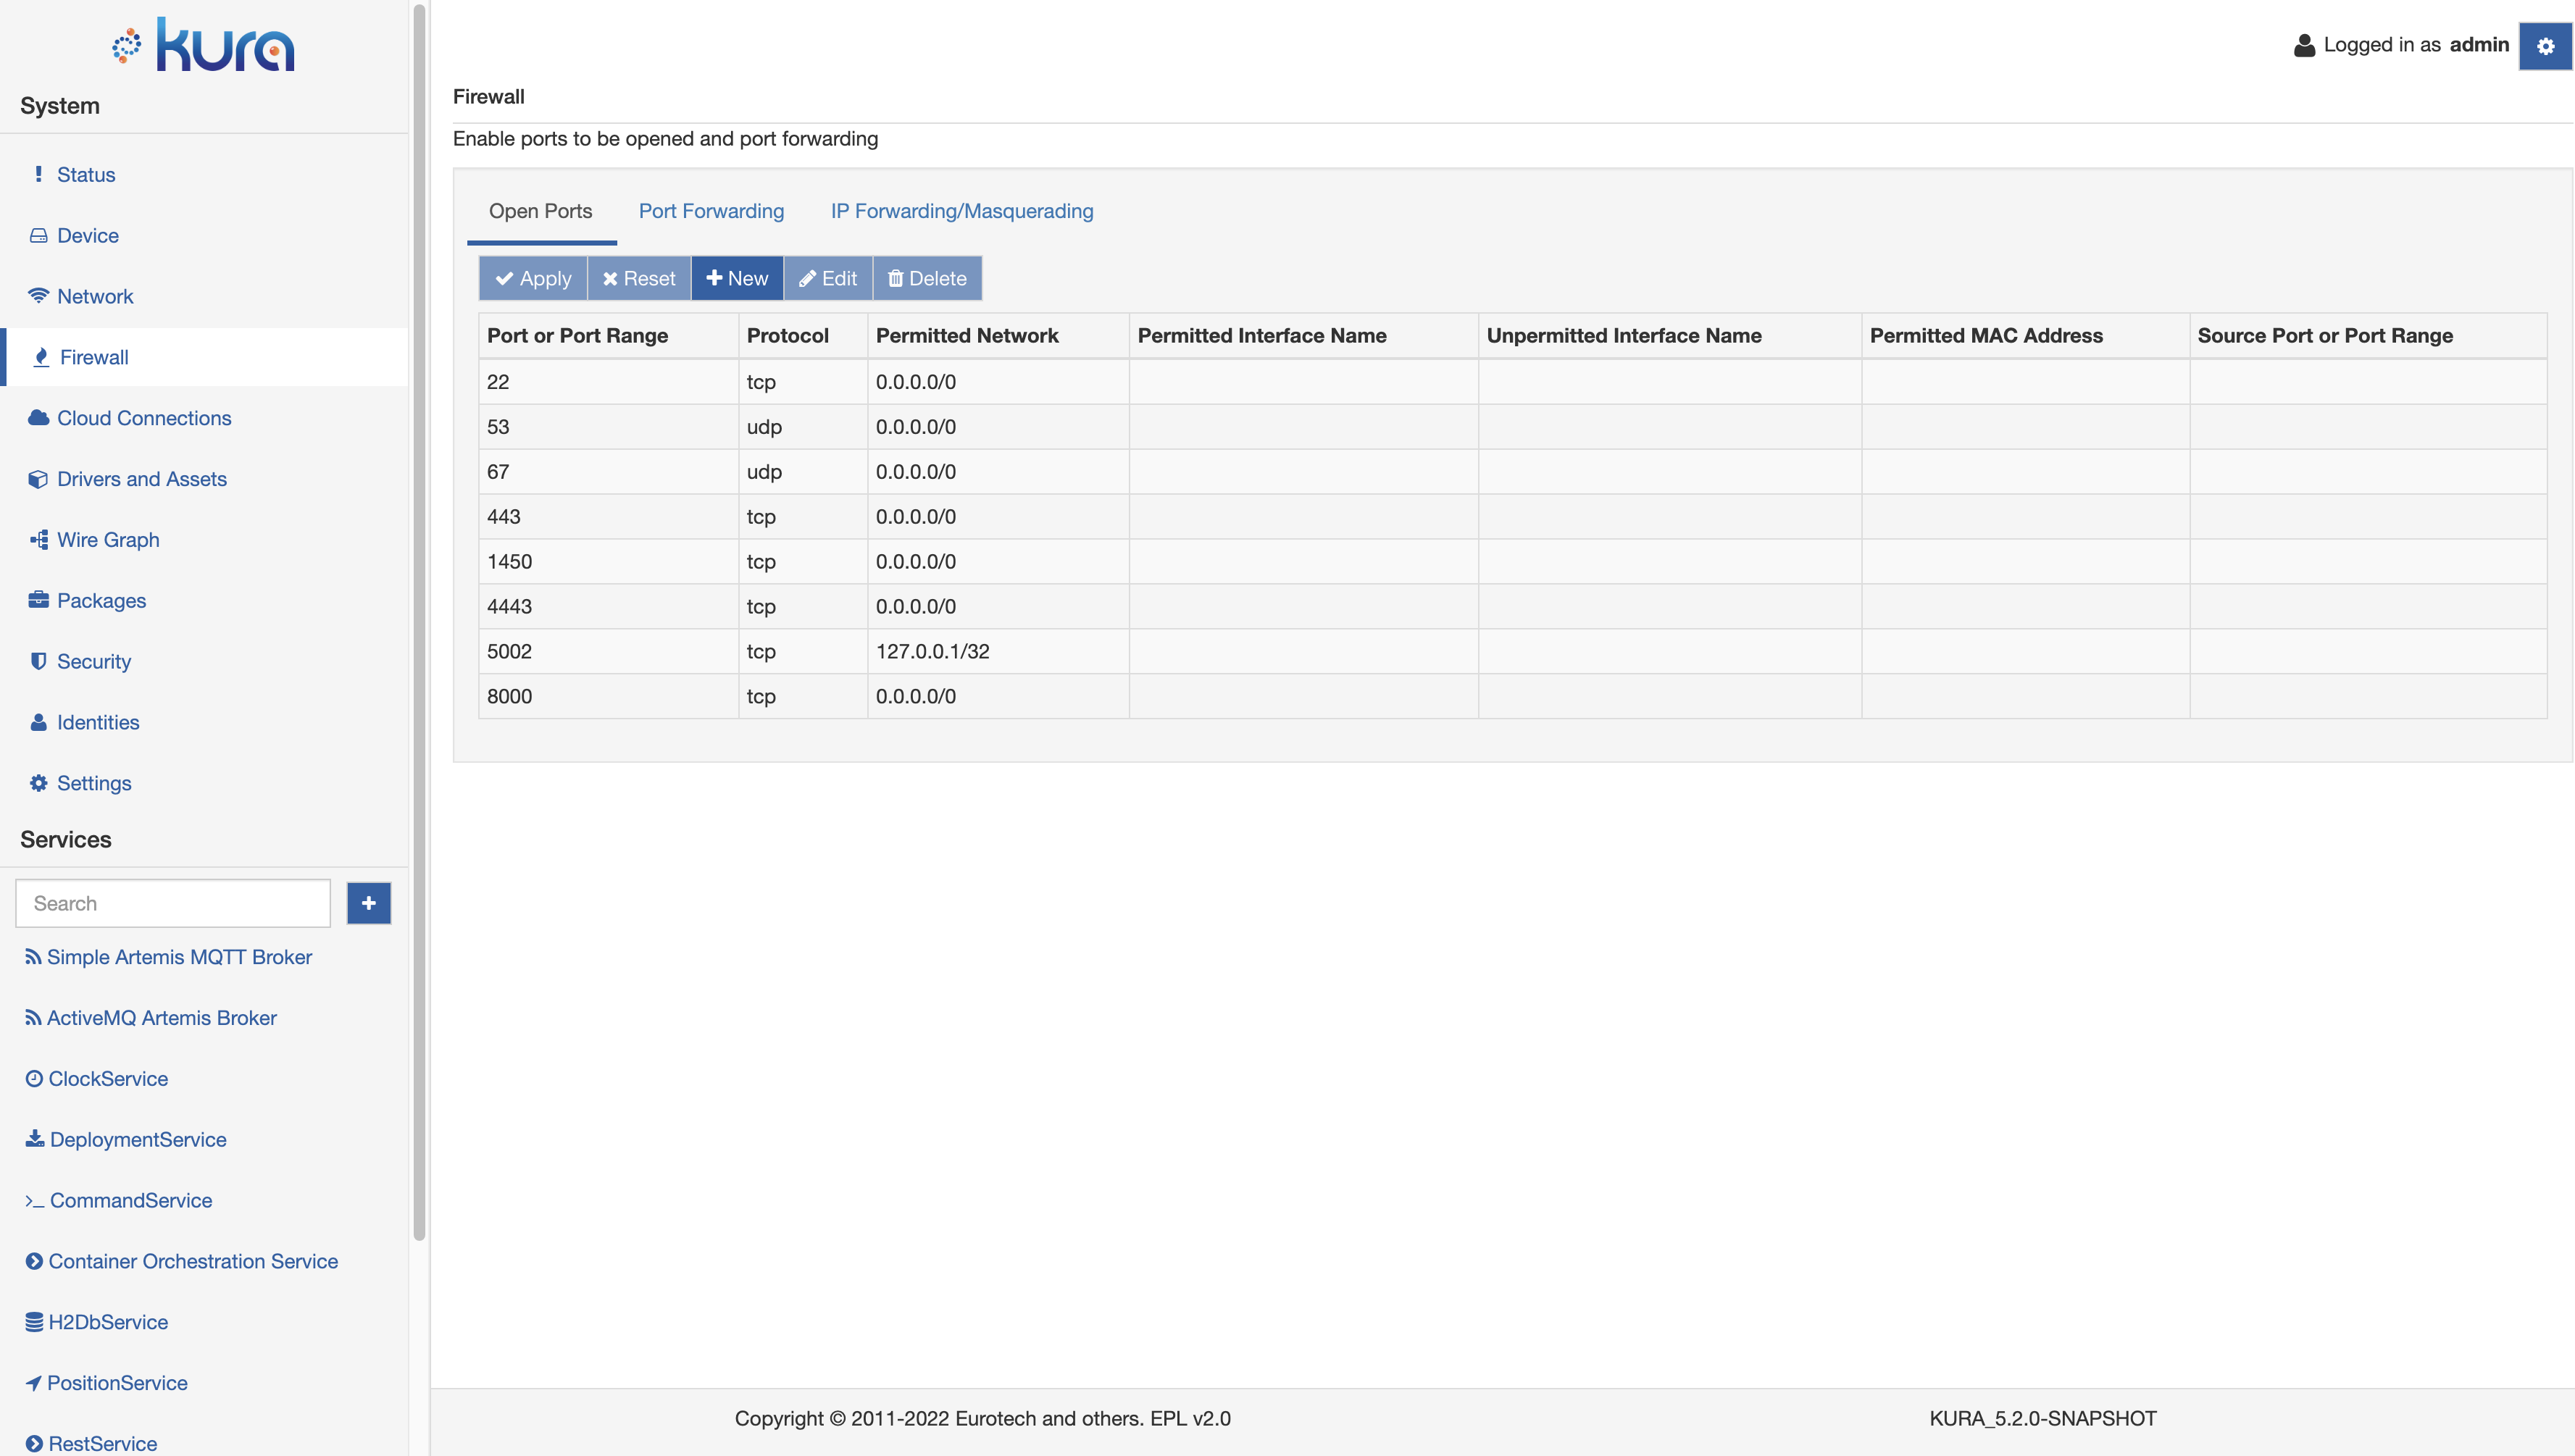 kura
System
Status
Device
Network
Firewall
Cloud Connections
Drivers and Assets
Wire Graph
Packages
Security
Identities
Settings
Services
Search
Simple Artemis MQTT Broker
ActiveMQ Artemis Broker
ClockService
DeploymentService
CommandService
Container Orchestration Service
H2DbService
PositionService
RestService
Logged in as admin
Firewall
Enable ports to be opened and port forwarding
Open Ports Port Forwarding IP Forwarding/Masquerading
Apply Reset New Edit Delete
Port or Port Range Protocol Permitted Network Permitted Interface Name Unpermitted Interface Name Permitted MAC Address Source Port or Port Range
22 tcp 0.0.0.0/0
53 udp 0.0.0.0/0
67 udp 0.0.0.0/0
443 tcp 0.0.0.0/0
1450 tcp 0.0.0.0/0
4443 tcp 0.0.0.0/0
5002 tcp 127.0.0.1/32
8000 tcp 0.0.0.0/0
Copyright © 2011-2022 Eurotech and others. EPL v2.0 KURA_5.2.0-SNAPSHOT